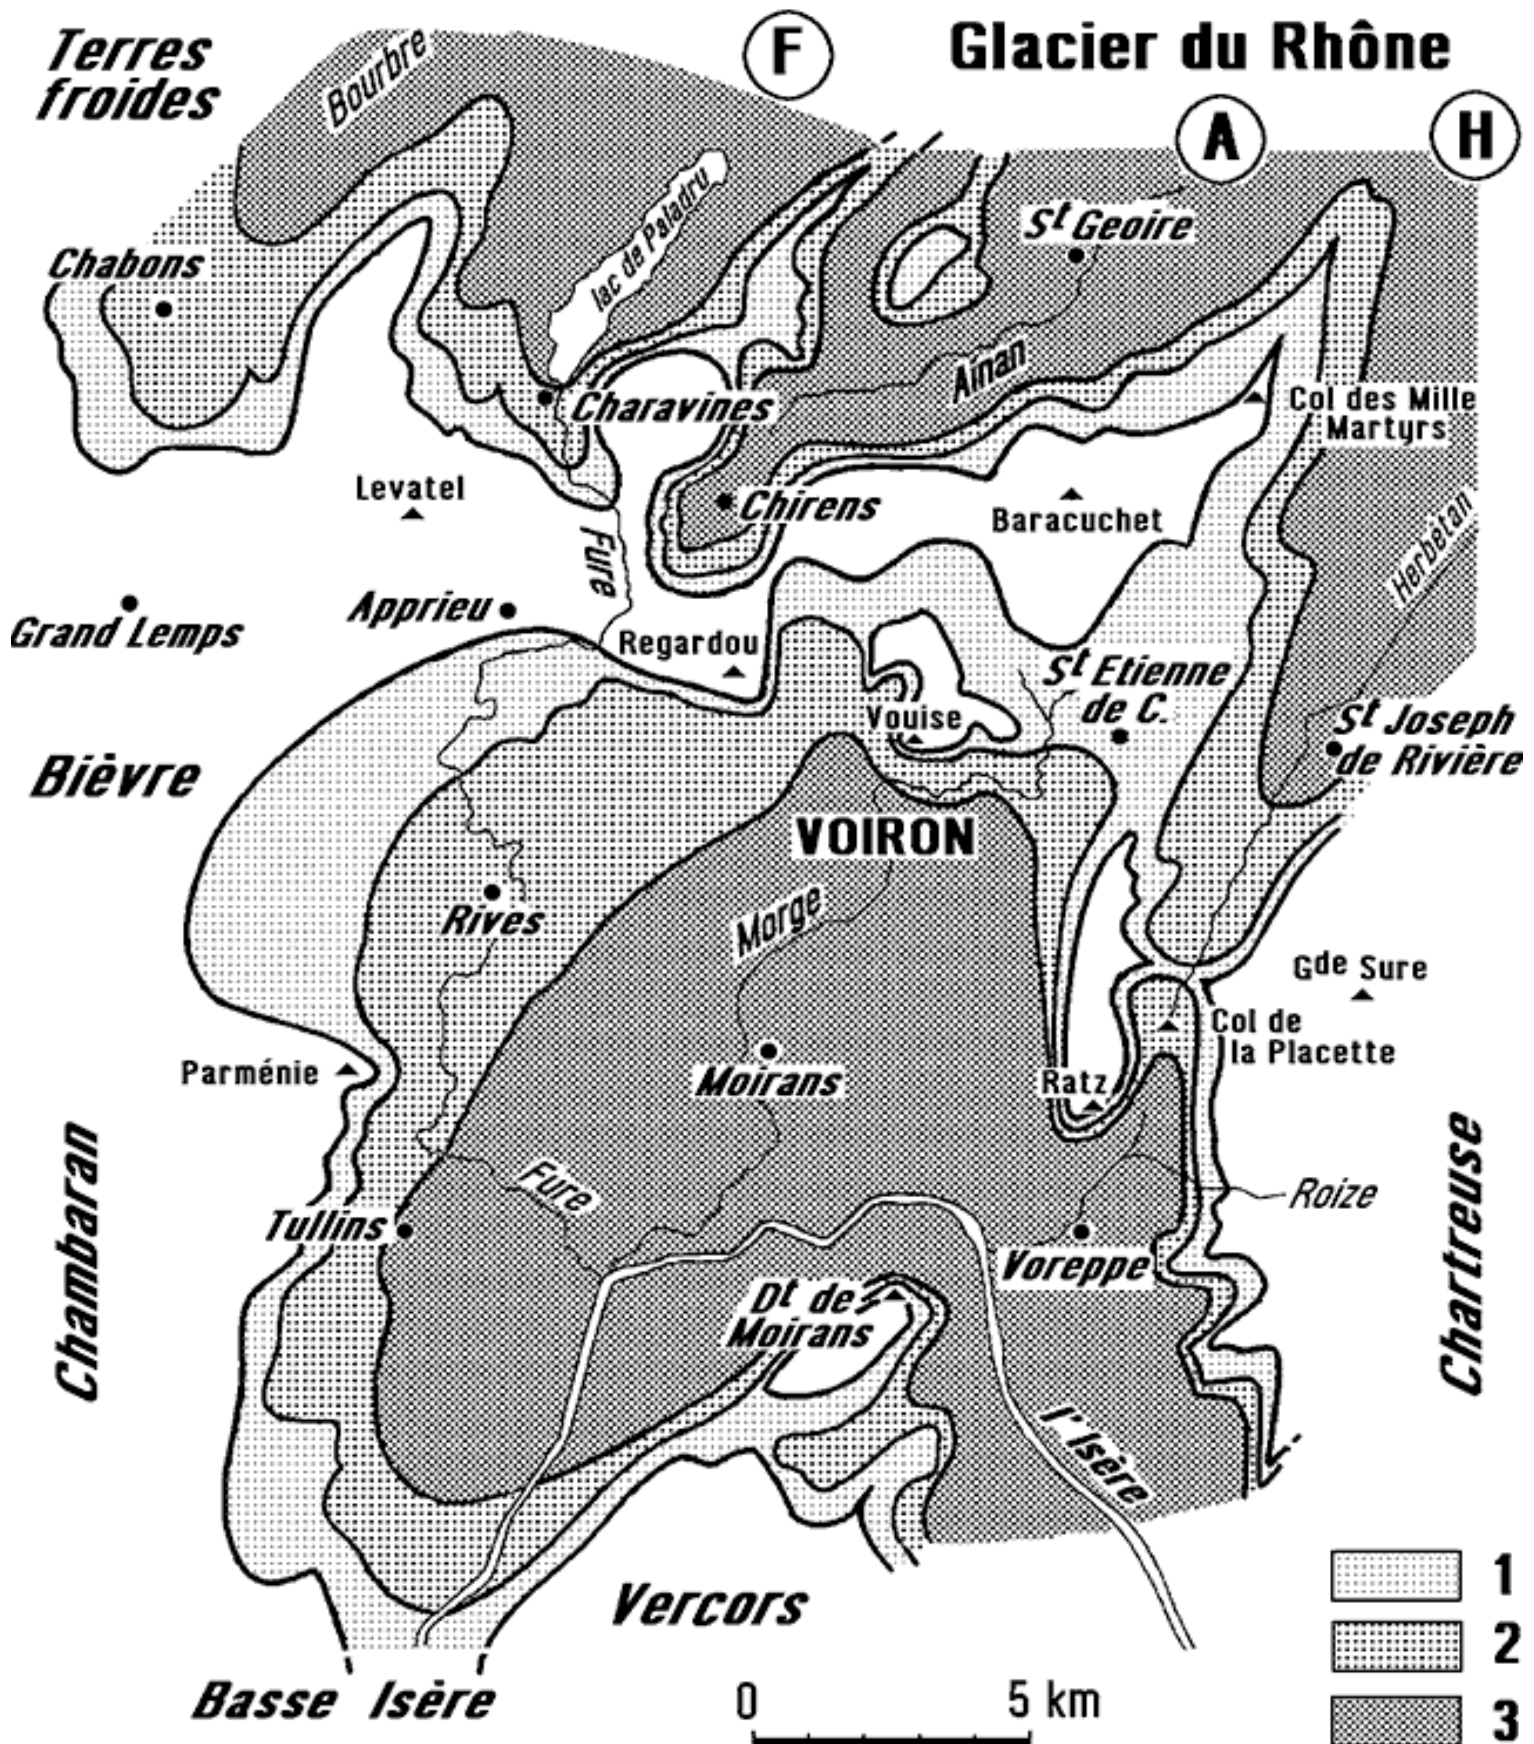 Terres
froides
Bourbre
F
Glacier du Rhône
A
H
lac de Paladru
St Geoire
Chabons
Ainan
Charavines
Col des Mille
Martyrs
Levatel
Chirens
Baracuchet
Herbétan
Fure
Apprieu
Grand Lemps
Regardou
St Etienne
de C.
Vouise
St Joseph
de Rivière
Bièvre
VOIRON
Rives
Morge
Gde Sure
Col de
la Placette
Parménie
Moirans
Ratz
Chambaran
Chartreuse
Fure
Roize
Tullins
Voreppe
Dt de
Moirans
l'Isère
Vercors
1
2
3
Basse Isère
0
5 km